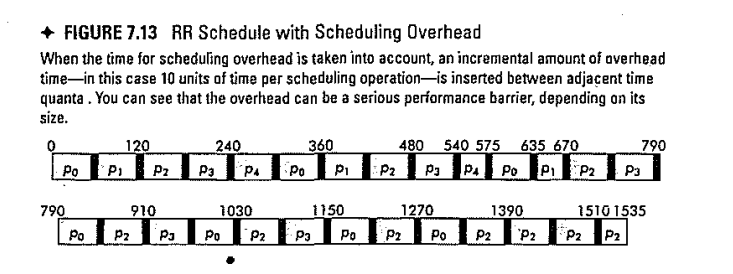 ✦ FIGURE 7.13 RR Schedule with Scheduling Overhead
When the time for scheduling overhead is taken into account, an incremental amount of overhead
time—in this case 10 units of time per scheduling operation—is inserted between adjacent time
quanta . You can see that the overhead can be a serious performance barrier, depending on its
size.
0 120 240 360 480 540 575 635 670 790
p0 p1 p2 p3 p4 p0 p1 p2 p3 p4 p0 p1 p2 p3
790 910 1030 1150 1270 1390 1510 1535
p0 p2 p3 p0 p2 p3 p0 p2 p0 p2 p2 p2 p2